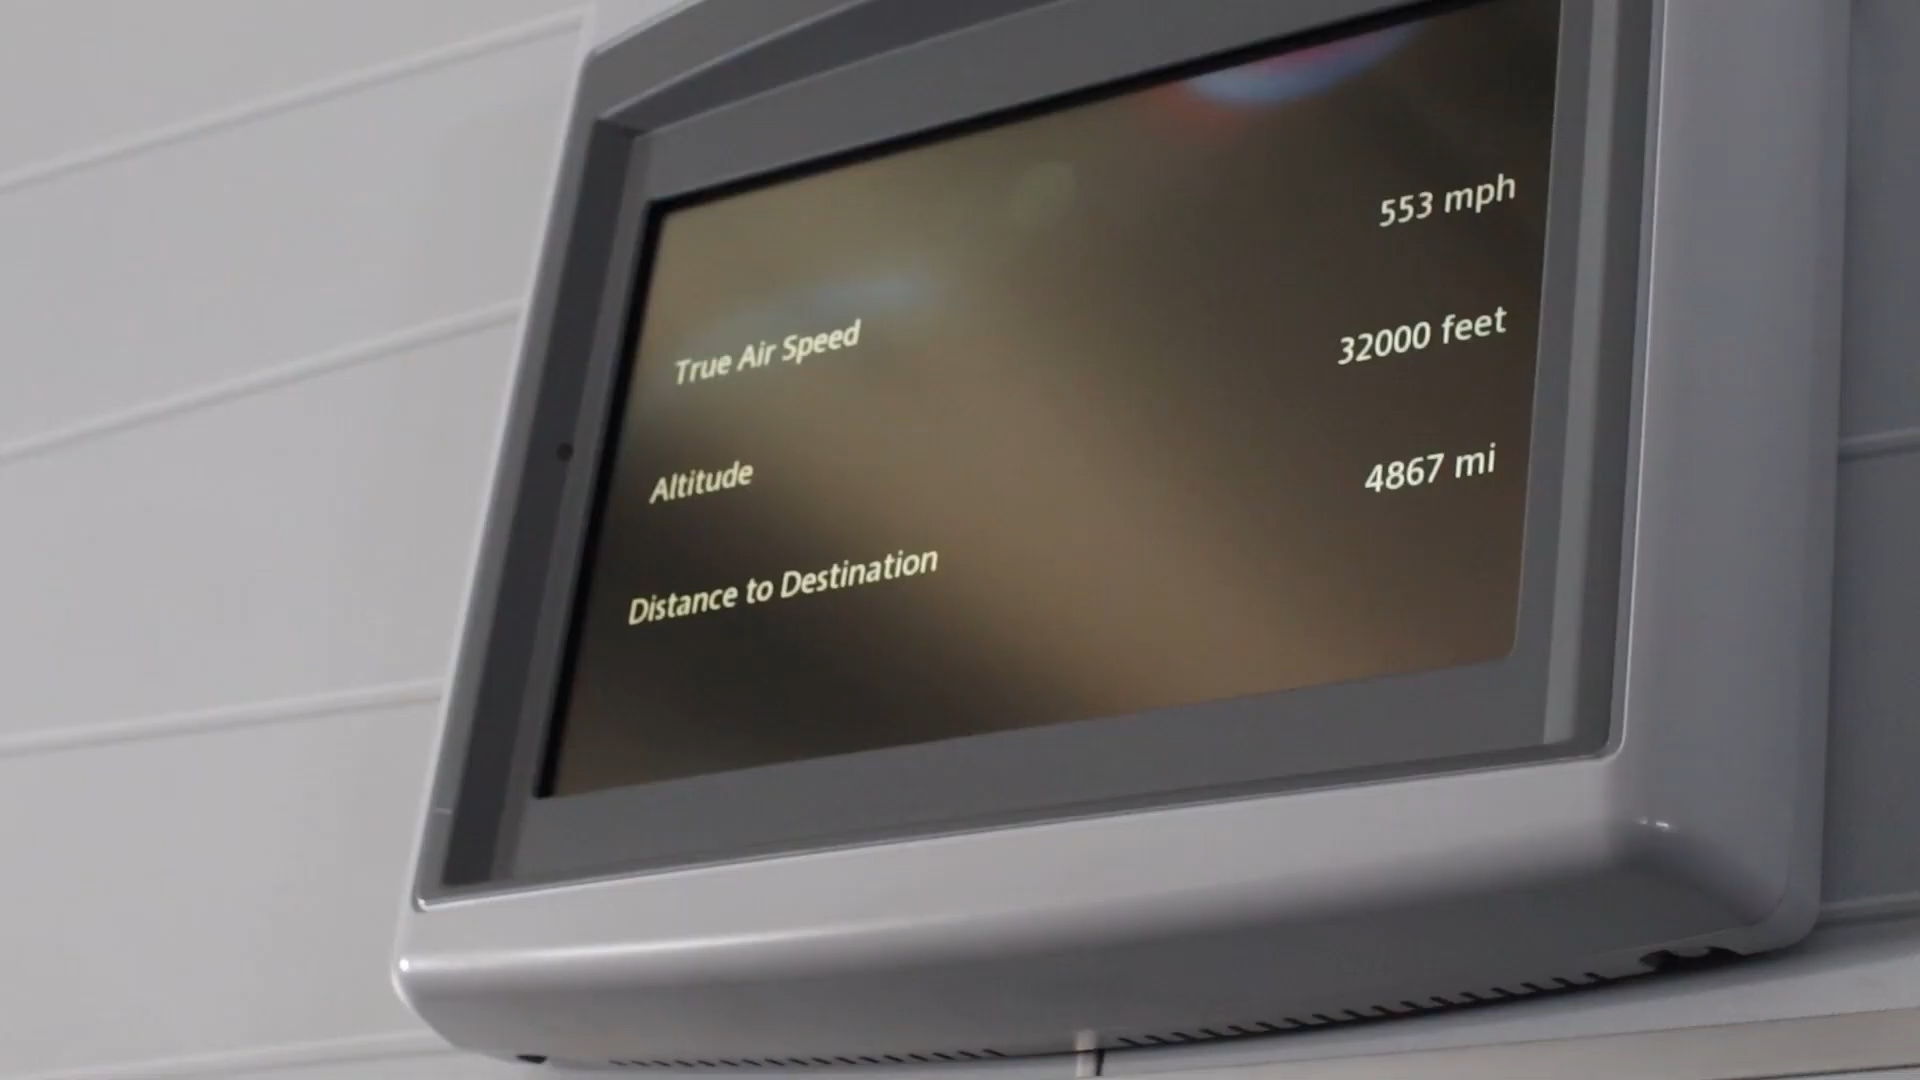 True Air Speed 553 mph
Altitude 32000 feet
Distance to Destination 4867 mi